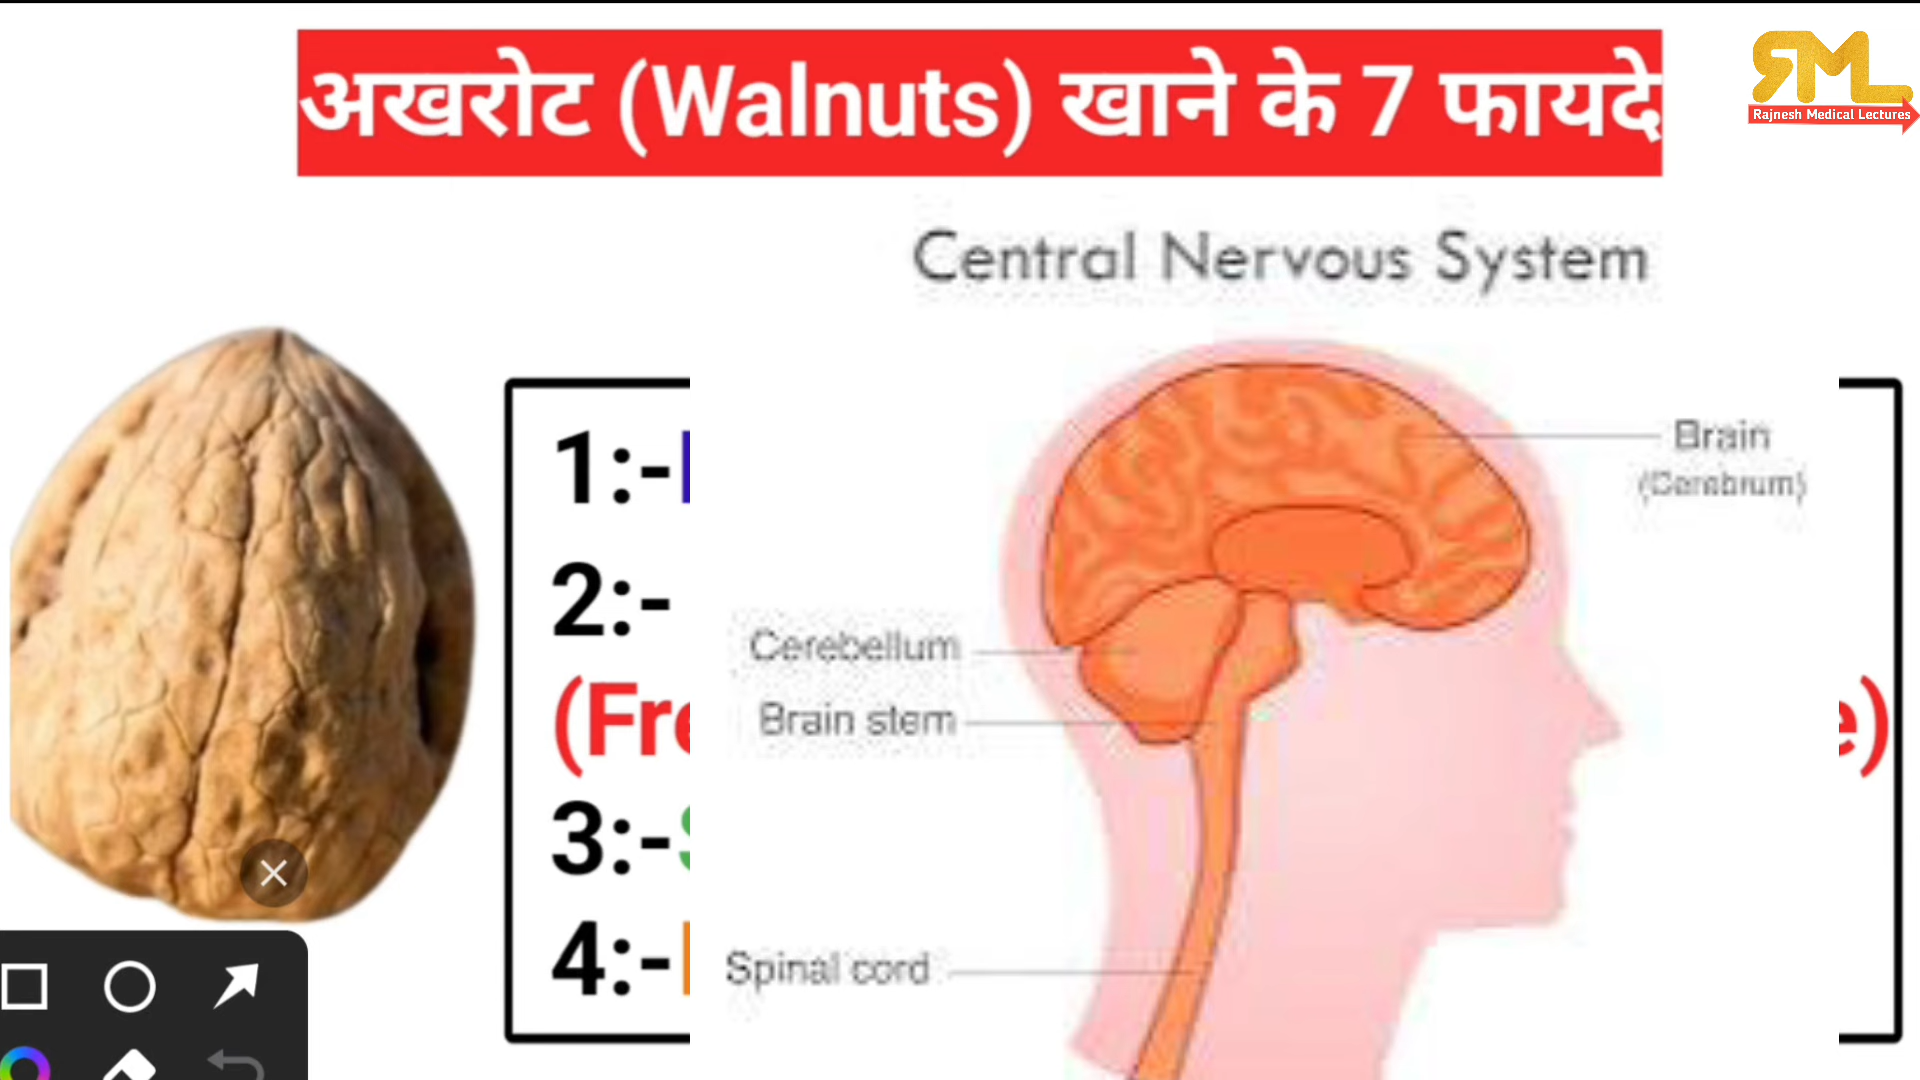 अखरोट (Walnuts) खाने के 7 फायदे
RML
Rajnesh Medical Lectures
Central Nervous System
1:-
2:-
3:-
4:-
Brain
(Cerebrum)
Cerebellum
Brain stem
Spinal cord